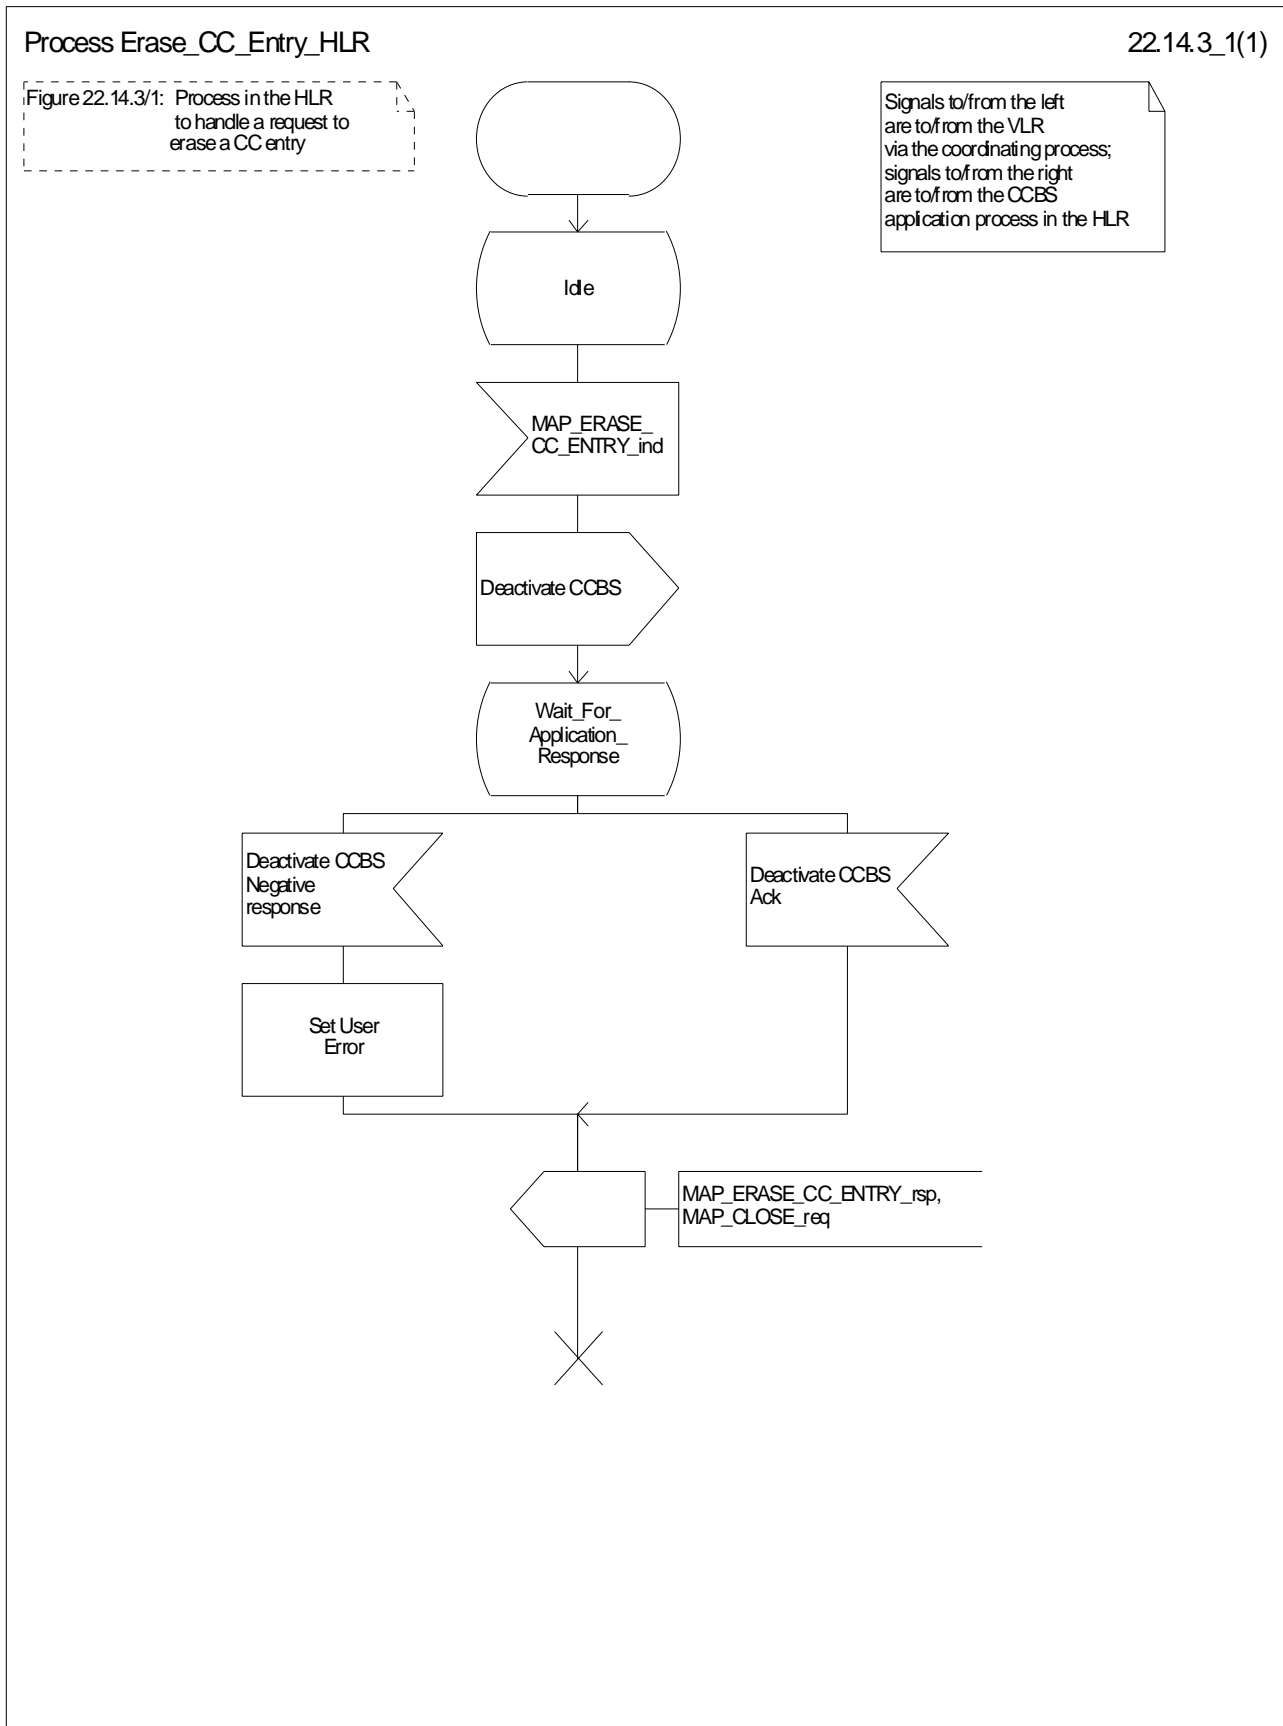 Process Erase_CC_Entry_HLR
22.14.3_1(1)
Figure 22.14.3/1: Process in the HLR
to handle a request to
erase a CC entry
Signals to/from the left
are to/from the VLR
via the coordinating process;
signals to/from the right
are to/from the CCBS
application process in the HLR
Idle
MAP_ERASE_
CC_ENTRY_ind
Deactivate CCBS
Wait_For_
Application_
Response
Deactivate CCBS
Negative
response
Deactivate CCBS
Ack
Set User
Error
MAP_ERASE_CC_ENTRY_rsp,
MAP_CLOSE_req